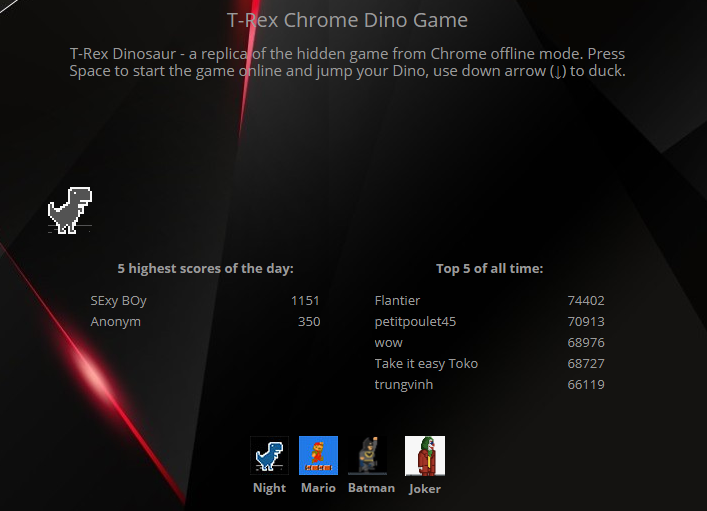 T-Rex Chrome Dino Game
T-Rex Dinosaur - a replica of the hidden game from Chrome offline mode. Press
Space to start the game online and jump your Dino, use down arrow (↓) to duck.
5 highest scores of the day:
SExy BOy 1151
Anonym 350
Top 5 of all time:
Flantier 74402
petitpoulet45 70913
wow 68976
Take it easy Toko 68727
trungvinh 66119
Night Mario Batman Joker